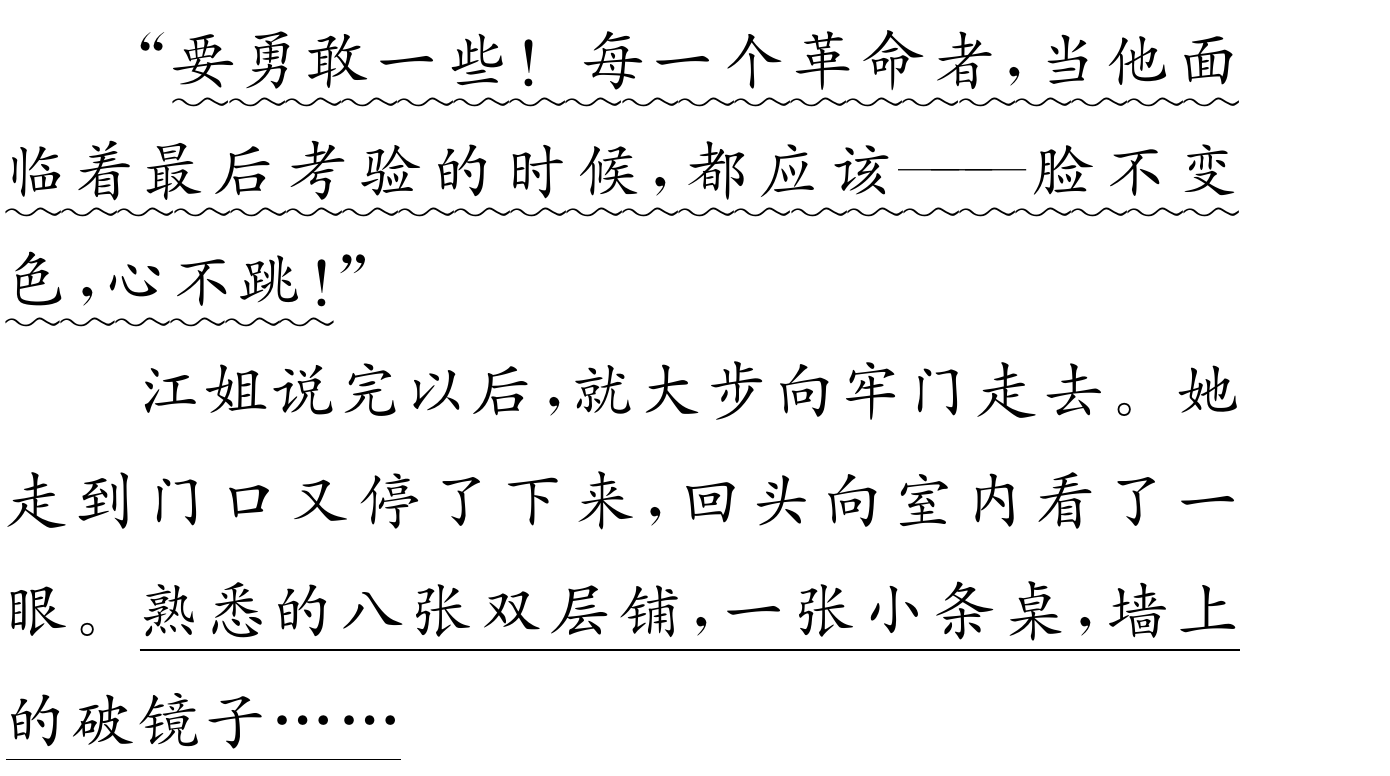 “要勇敢一些！每一个革命者，当他面
临着最后考验的时候，都应该——脸不变
色，心不跳！”
江姐说完以后，就大步向牢门走去。她
走到门口又停了下来，回头向室内看了一
眼。熟悉的八张双层铺，一张小条桌，墙上
的破镜子……